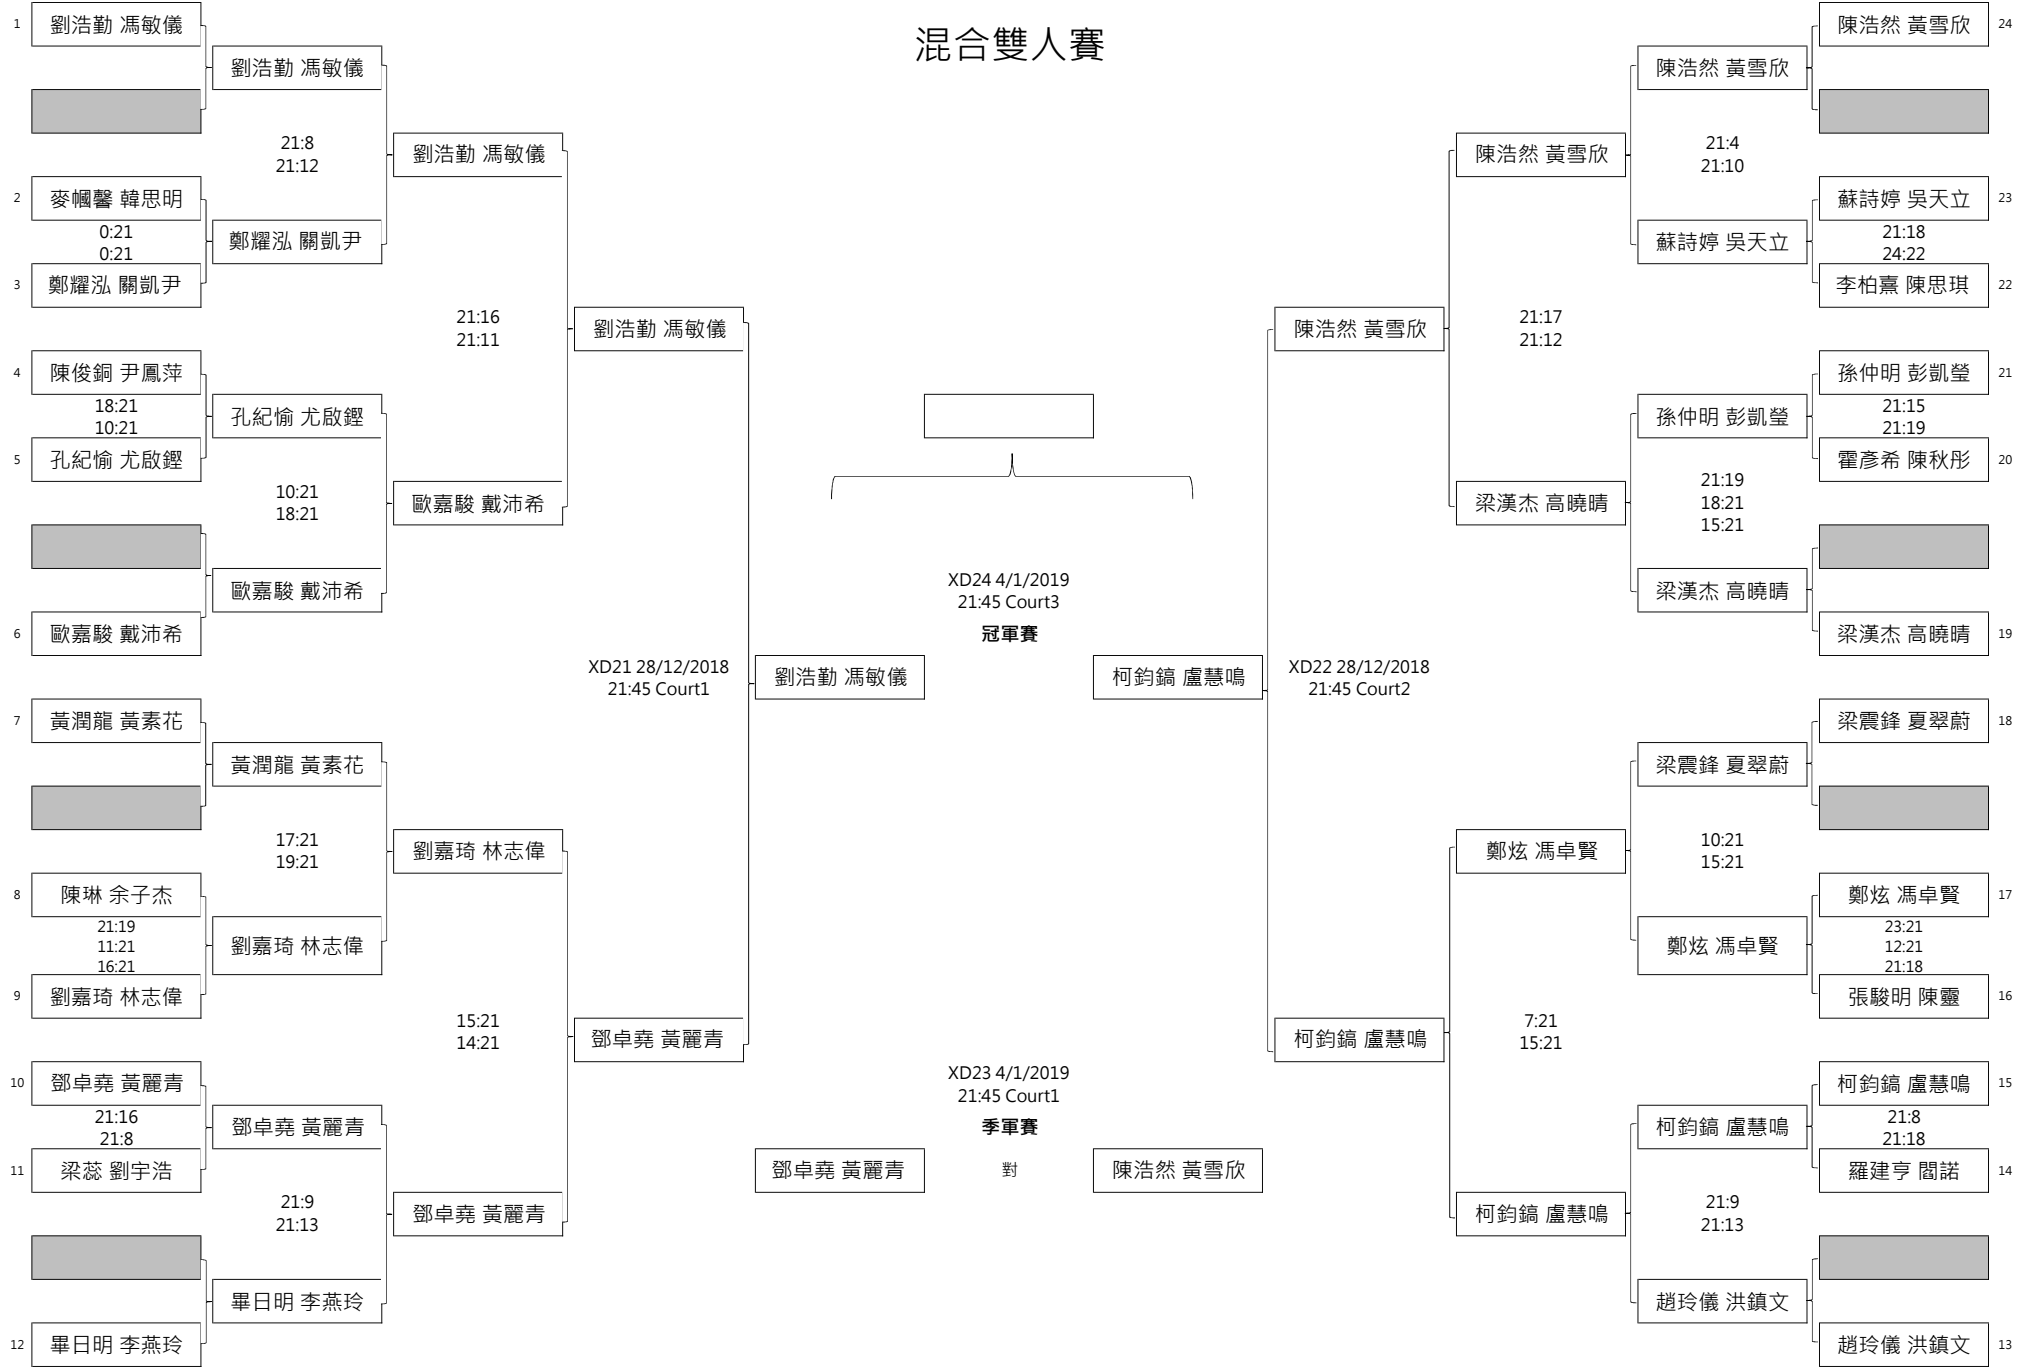 混合雙人賽
1
劉浩勤 馮敏儀
劉浩勤 馮敏儀
21:8
21:12
劉浩勤 馮敏儀
2
麥幗馨 韓思明
0:21
0:21
鄭耀泓 關凱尹
3
鄭耀泓 關凱尹
21:16
21:11
劉浩勤 馮敏儀
4
陳俊銅 尹鳳萍
18:21
10:21
孔紀愉 尤啟鏗
5
孔紀愉 尤啟鏗
10:21
18:21
歐嘉駿 戴沛希
歐嘉駿 戴沛希
6
歐嘉駿 戴沛希
XD21 28/12/2018
21:45 Court1
劉浩勤 馮敏儀
7
黃潤龍 黃素花
黃潤龍 黃素花
17:21
19:21
劉嘉琦 林志偉
8
陳琳 余子杰
21:19
11:21
16:21
劉嘉琦 林志偉
9
劉嘉琦 林志偉
15:21
14:21
鄧卓堯 黃麗青
10
鄧卓堯 黃麗青
21:16
21:8
鄧卓堯 黃麗青
11
梁蕊 劉宇浩
21:9
21:13
鄧卓堯 黃麗青
畢日明 李燕玲
12
畢日明 李燕玲
XD24 4/1/2019
21:45 Court3
冠軍賽
XD23 4/1/2019
21:45 Court1
季軍賽
鄧卓堯 黃麗青
對
陳浩然 黃雪欣
陳浩然 黃雪欣
24
陳浩然 黃雪欣
陳浩然 黃雪欣
21:4
21:10
蘇詩婷 吳天立
23
蘇詩婷 吳天立
21:18
24:22
李柏熹 陳思琪
22
陳浩然 黃雪欣
21:17
21:12
孫仲明 彭凱瑩
21
孫仲明 彭凱瑩
21:15
21:19
霍彥希 陳秋彤
20
梁漢杰 高曉晴
21:19
18:21
15:21
梁漢杰 高曉晴
梁漢杰 高曉晴
19
柯鈞鎬 盧慧鳴
XD22 28/12/2018
21:45 Court2
梁震鋒 夏翠蔚
18
梁震鋒 夏翠蔚
鄭炫 馮卓賢
10:21
15:21
鄭炫 馮卓賢
17
鄭炫 馮卓賢
23:21
12:21
21:18
張駿明 陳靈
16
柯鈞鎬 盧慧鳴
7:21
15:21
柯鈞鎬 盧慧鳴
15
柯鈞鎬 盧慧鳴
21:8
21:18
羅建亨 閻諾
14
柯鈞鎬 盧慧鳴
21:9
21:13
趙玲儀 洪鎮文
趙玲儀 洪鎮文
13